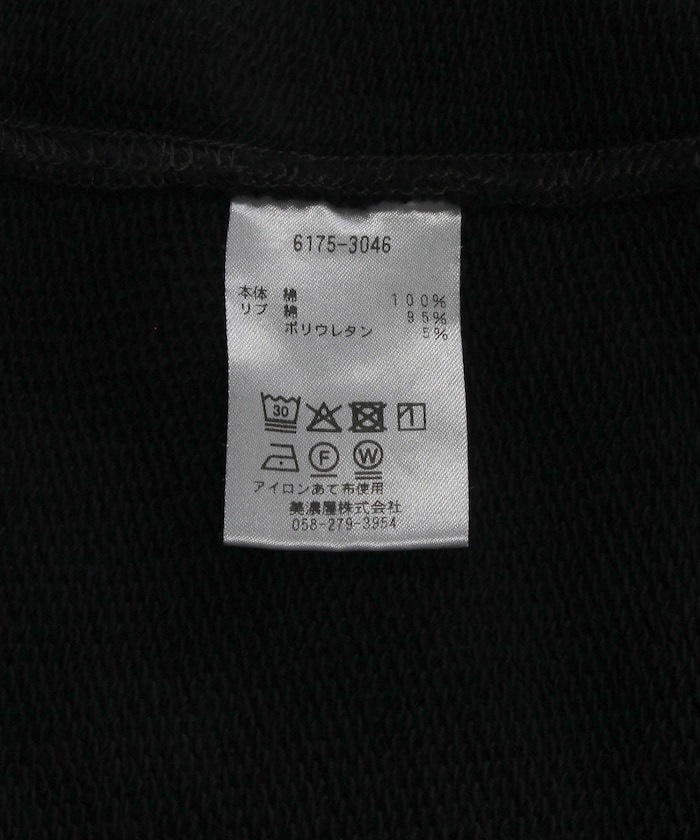 6175-3046
本体 綿 100%
リブ 綿 95%
ポリウレタン 5%
30
F W
アイロンあて布使用
美濃屋株式会社
058-279-3954